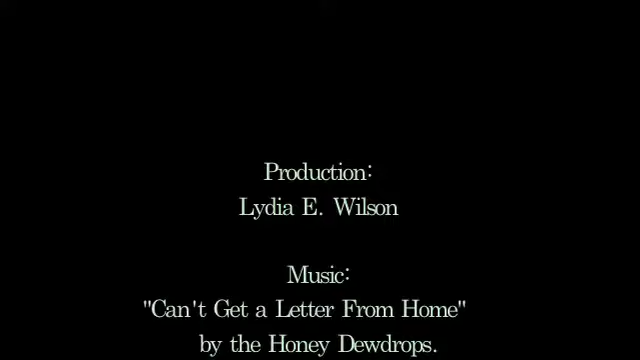 Production:
Lydia E. Wilson
Music:
"Can't Get a Letter From Home"
by the Honey Dewdrops.